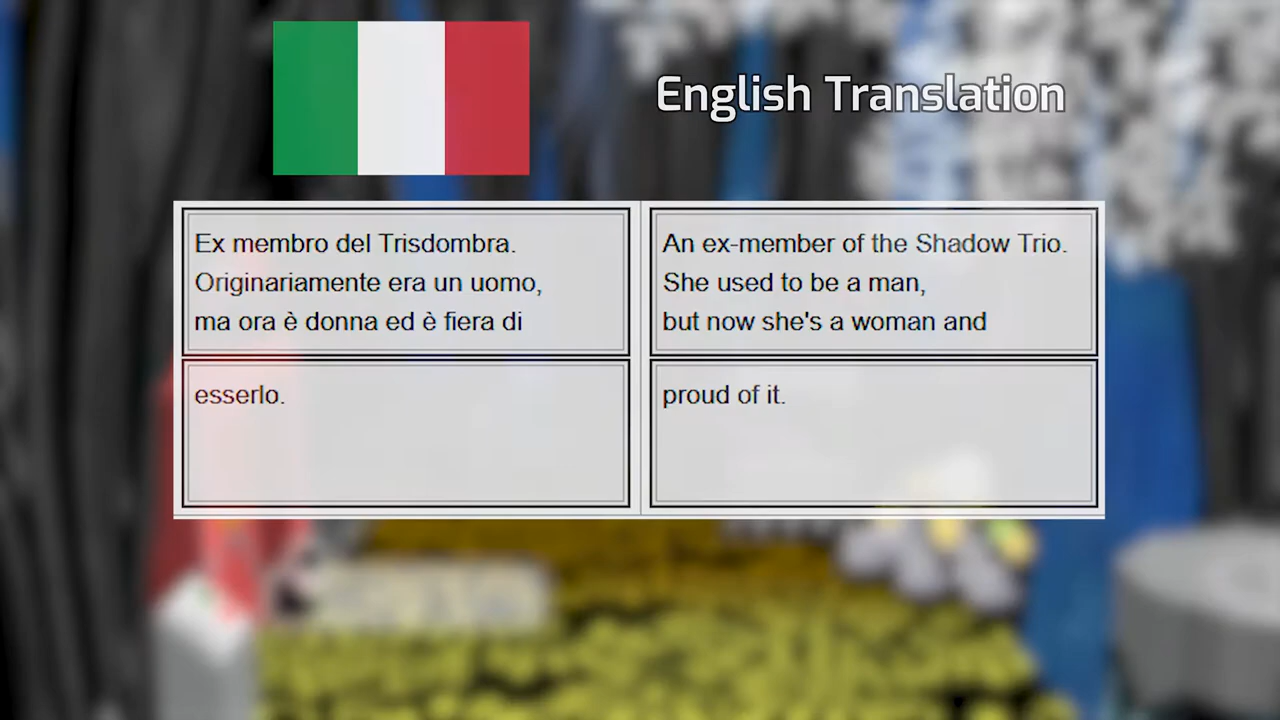 English Translation
Ex membro del Trisdombra.
Originariamente era un uomo,
ma ora è donna ed è fiera di
esserlo.
An ex-member of the Shadow Trio.
She used to be a man,
but now she's a woman and
proud of it.